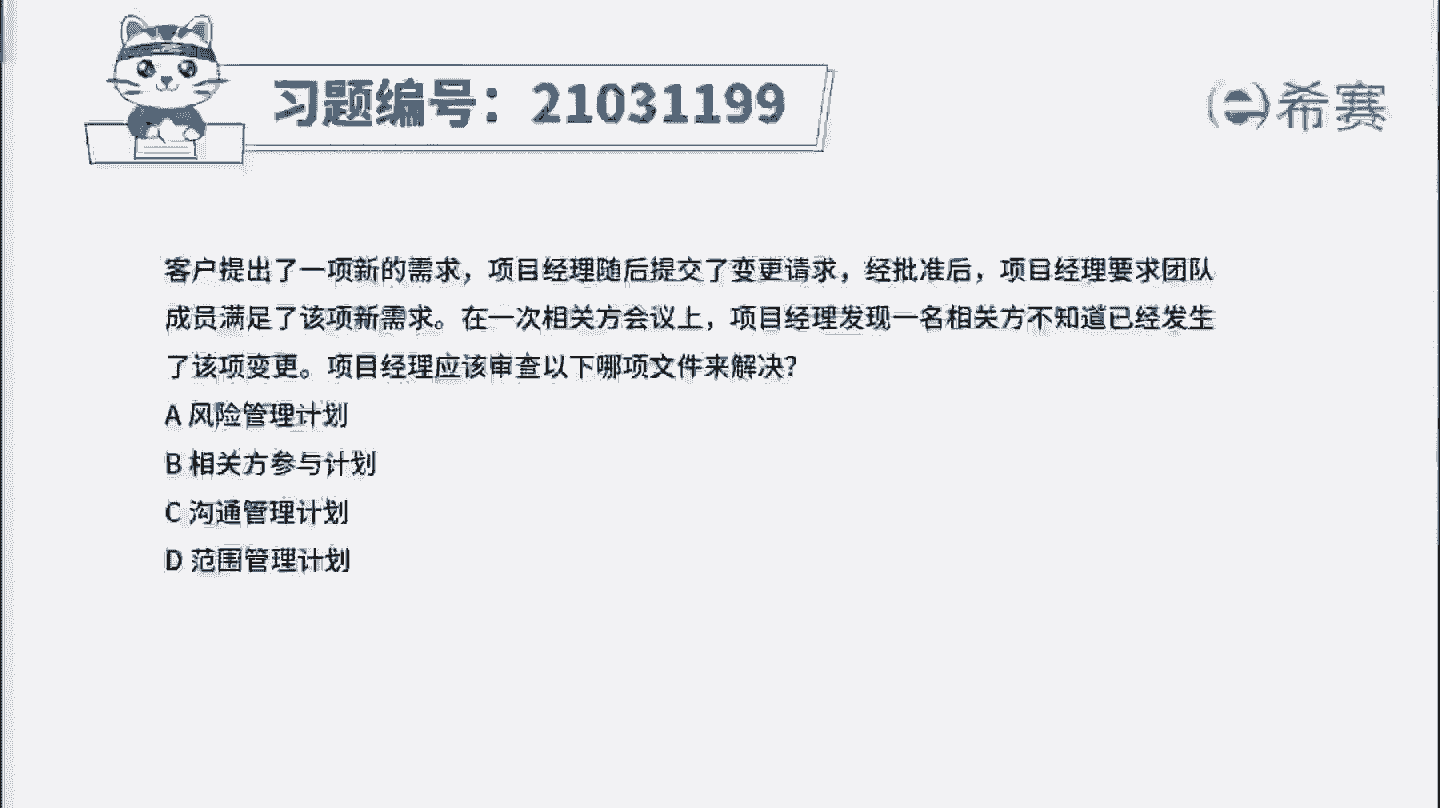 习题编号：21031199
希赛
客户提出了一项新的需求，项目经理随后提交了变更请求，经批准后，项目经理要求团队
成员满足了该项新需求。在一次相关方会议上，项目经理发现一名相关方不知道已经发生
了该项变更。项目经理应该审查以下哪项文件来解决？
A 风险管理计划
B 相关方参与计划
C 沟通管理计划
D 范围管理计划